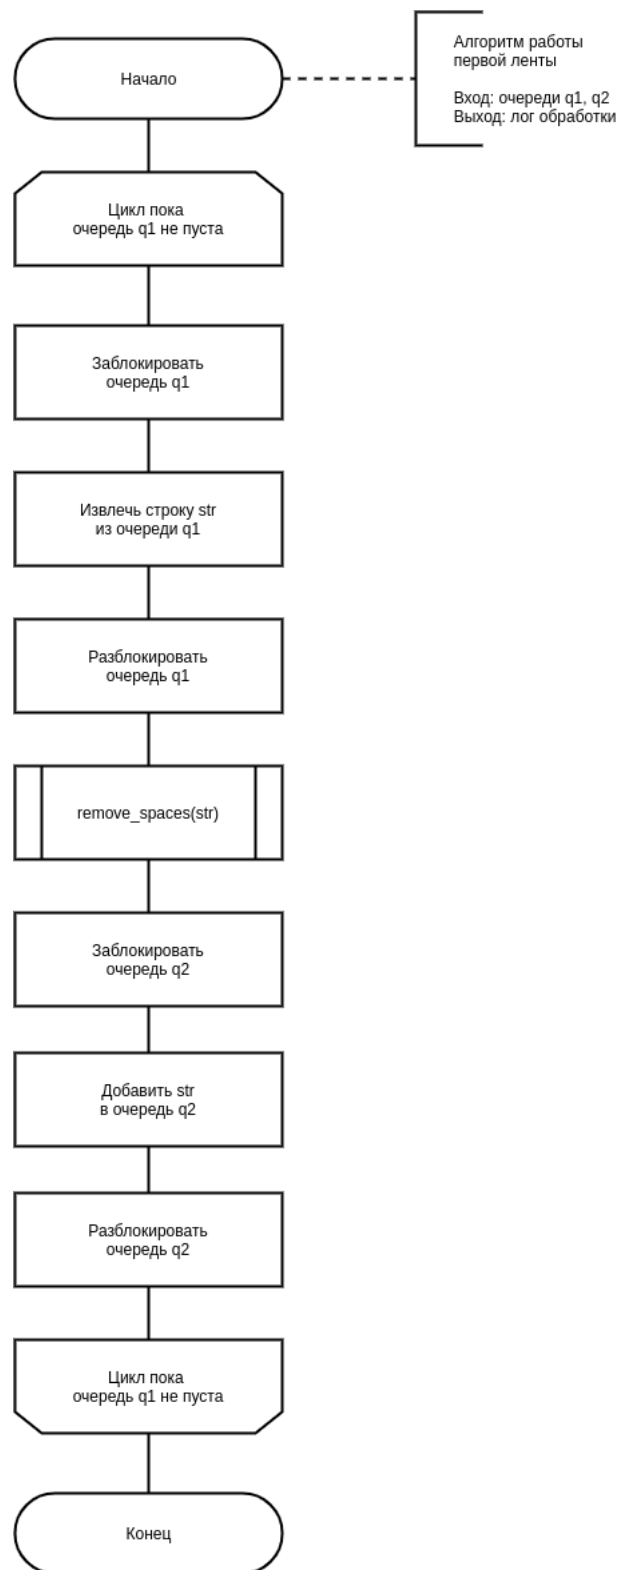 Начало
Алгоритм работы
первой ленты
Вход: очереди q1, q2
Выход: лог обработки
Цикл пока
очередь q1 не пуста
Заблокировать
очередь q1
Извлечь строку str
из очереди q1
Разблокировать
очередь q1
remove_spaces(str)
Заблокировать
очередь q2
Добавить str
в очередь q2
Разблокировать
очередь q2
Цикл пока
очередь q1 не пуста
Конец